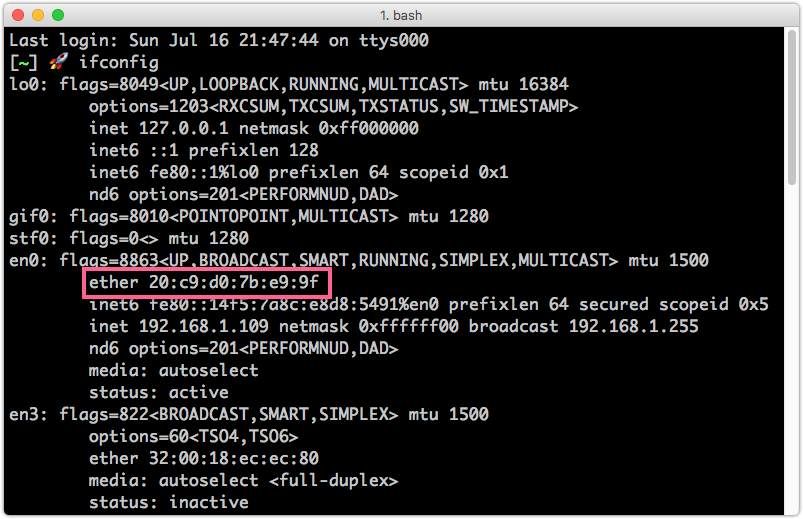 1. bash
Last login: Sun Jul 16 21:47:44 on ttys000
[~] 🚀 ifconfig
lo0: flags=8049<UP,LOOPBACK,RUNNING,MULTICAST> mtu 16384
options=1203<RXCSUM,TXCSUM,TXSTATUS,SW_TIMESTAMP>
inet 127.0.0.1 netmask 0xff000000
inet6 ::1 prefixlen 128
inet6 fe80::1%lo0 prefixlen 64 scopeid 0x1
nd6 options=201<PERFORMNUD,DAD>
gif0: flags=8010<POINTOPOINT,MULTICAST> mtu 1280
stf0: flags=0<> mtu 1280
en0: flags=8863<UP,BROADCAST,SMART,RUNNING,SIMPLEX,MULTICAST> mtu 1500
ether 20:c9:d0:7b:e9:9f
inet6 fe80::14f5:7a8c:e8d8:5491%en0 prefixlen 64 secured scopeid 0x5
inet 192.168.1.109 netmask 0xffffff00 broadcast 192.168.1.255
nd6 options=201<PERFORMNUD,DAD>
media: autoselect
status: active
en3: flags=822<BROADCAST,SMART,SIMPLEX> mtu 1500
options=60<TSO4,TSO6>
ether 32:00:18:ec:ec:80
media: autoselect <full-duplex>
status: inactive